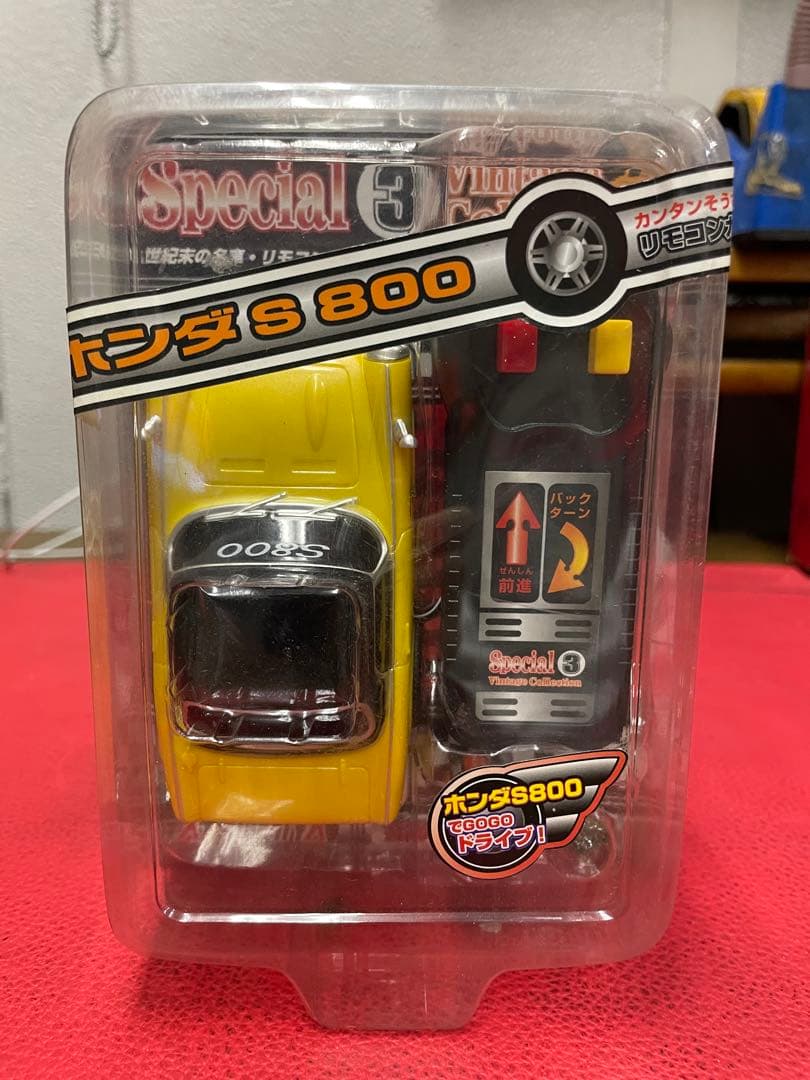 Special 3
Vintage
世紀末の名車・リモコン
カンタンそう
リモコンカ
ホンダ S 800
S800
バック
ターン
ぜんしん
前進
Special 3
Vintage Collection
ホンダS800
でGOGO
ドライブ!